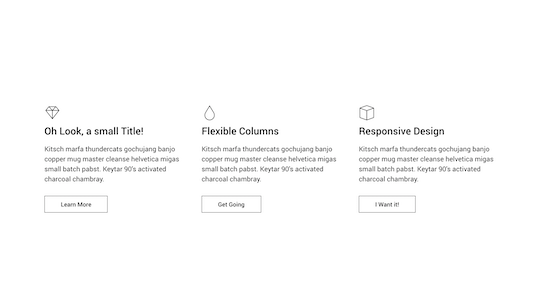 Oh Look, a small Title!
Kitsch marfa thundercats gochujang banjo
copper mug master cleanse helvetica migas
small batch pabst. Keytar 90's activated
charcoal chambray.
Learn More
Flexible Columns
Kitsch marfa thundercats gochujang banjo
copper mug master cleanse helvetica migas
small batch pabst. Keytar 90's activated
charcoal chambray.
Get Going
Responsive Design
Kitsch marfa thundercats gochujang banjo
copper mug master cleanse helvetica migas
small batch pabst. Keytar 90's activated
charcoal chambray.
I Want it!